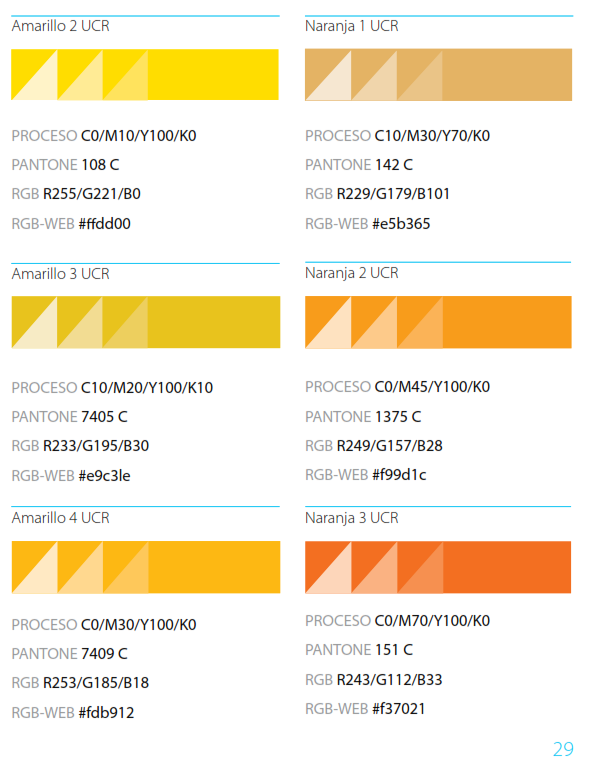 Amarillo 2 UCR
PROCESO C0/M10/Y100/K0
PANTONE 108 C
RGB R255/G221/B0
RGB-WEB #ffdd00
Amarillo 3 UCR
PROCESO C10/M20/Y100/K10
PANTONE 7405 C
RGB R233/G195/B30
RGB-WEB #e9c3le
Amarillo 4 UCR
PROCESO C0/M30/Y100/K0
PANTONE 7409 C
RGB R253/G185/B18
RGB-WEB #fdb912
Naranja 1 UCR
PROCESO C10/M30/Y70/K0
PANTONE 142 C
RGB R229/G179/B101
RGB-WEB #e5b365
Naranja 2 UCR
PROCESO C0/M45/Y100/K0
PANTONE 1375 C
RGB R249/G157/B28
RGB-WEB #f99d1c
Naranja 3 UCR
PROCESO C0/M70/Y100/K0
PANTONE 151 C
RGB R243/G112/B33
RGB-WEB #f37021
29